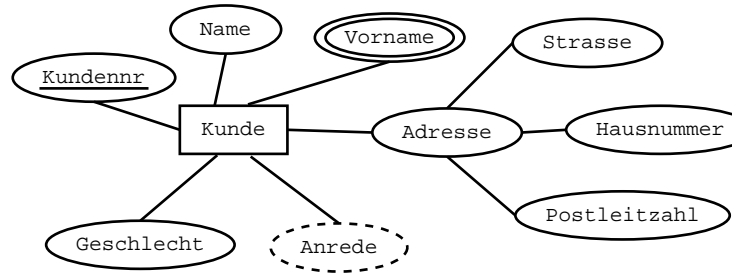 Name
Vorname
Strasse
Kundennr
Kunde
Adresse
Hausnummer
Postleitzahl
Geschlecht
Anrede